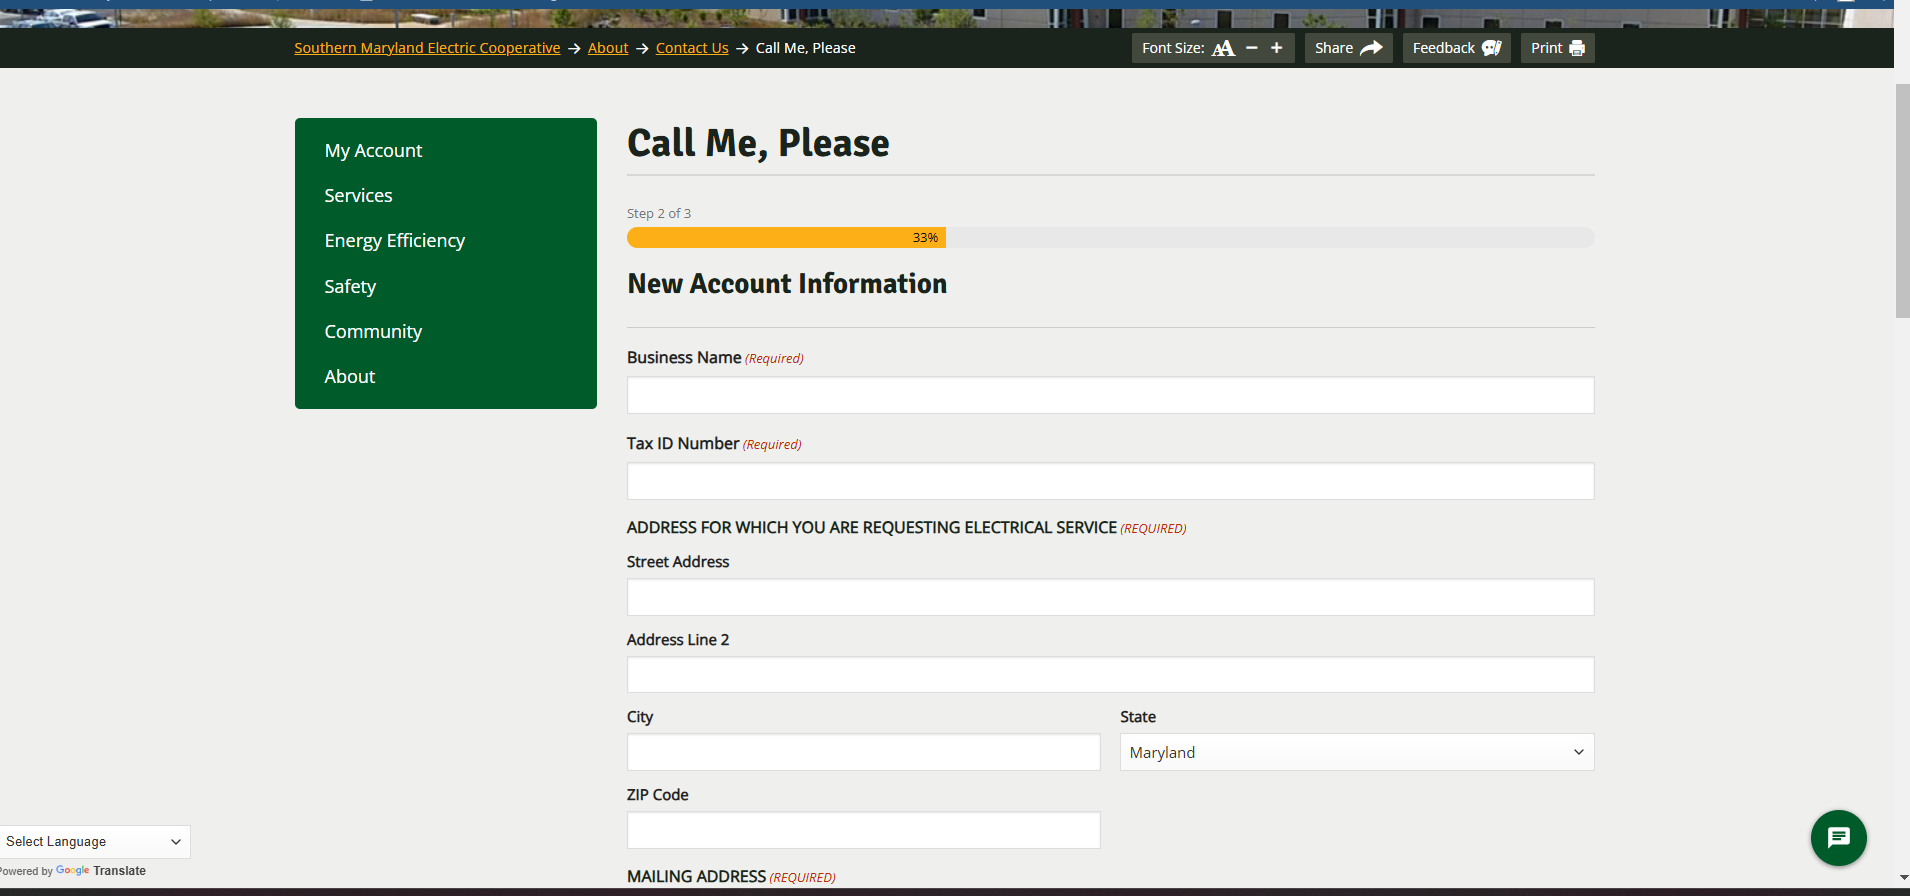 Southern Maryland Electric Cooperative → About → Contact Us → Call Me, Please
Font Size: AA − +
Share
Feedback
Print
My Account
Services
Energy Efficiency
Safety
Community
About
Call Me, Please
Step 2 of 3
33%
New Account Information
Business Name (Required)
Tax ID Number (Required)
ADDRESS FOR WHICH YOU ARE REQUESTING ELECTRICAL SERVICE (REQUIRED)
Street Address
Address Line 2
City
State
Maryland
ZIP Code
MAILING ADDRESS (REQUIRED)
Select Language
Powered by Google Translate